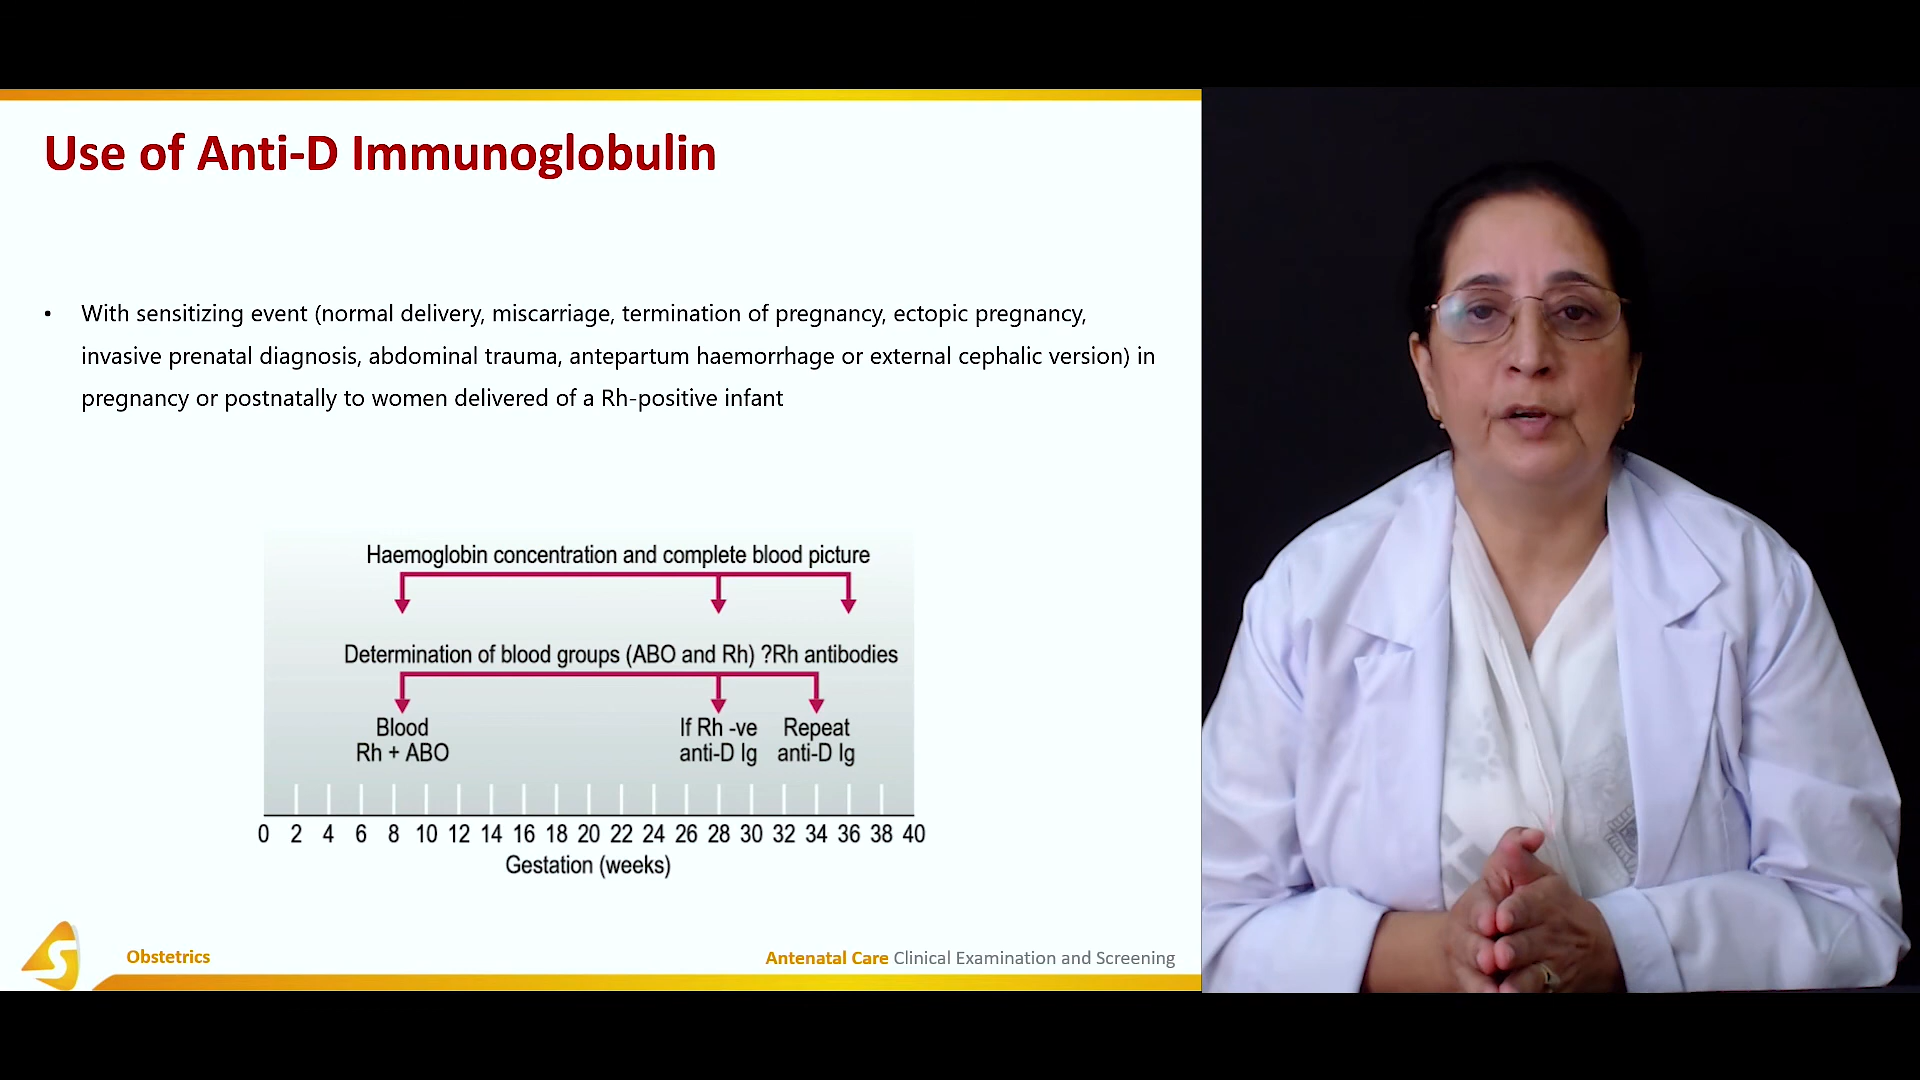 Use of Anti-D Immunoglobulin
• With sensitizing event (normal delivery, miscarriage, termination of pregnancy, ectopic pregnancy,
invasive prenatal diagnosis, abdominal trauma, antepartum haemorrhage or external cephalic version) in
pregnancy or postnatally to women delivered of a Rh-positive infant
Haemoglobin concentration and complete blood picture
Determination of blood groups (ABO and Rh) ?Rh antibodies
Blood If Rh -ve Repeat
Rh + ABO anti-D Ig anti-D Ig
0 2 4 6 8 10 12 14 16 18 20 22 24 26 28 30 32 34 36 38 40
Gestation (weeks)
S
Obstetrics
Antenatal Care Clinical Examination and Screening